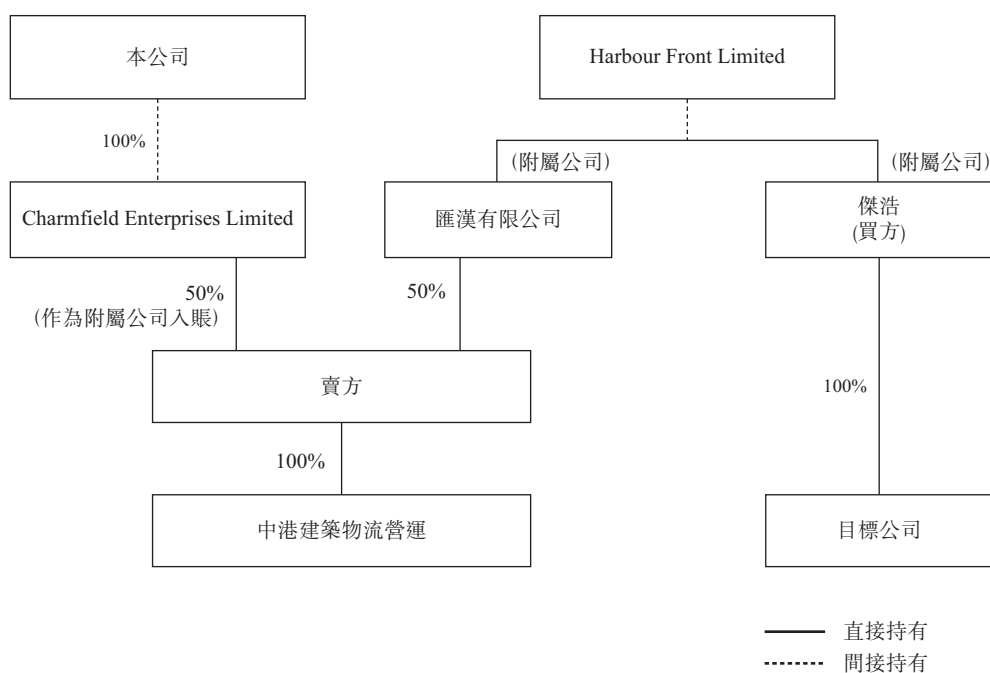 本公司
Harbour Front Limited
100%
(附屬公司)
(附屬公司)
Charmfield Enterprises Limited
匯漢有限公司
傑浩
(買方)
50%
(作為附屬公司入賬)
50%
賣方
100%
100%
中港建築物流營運
目標公司
直接持有
間接持有